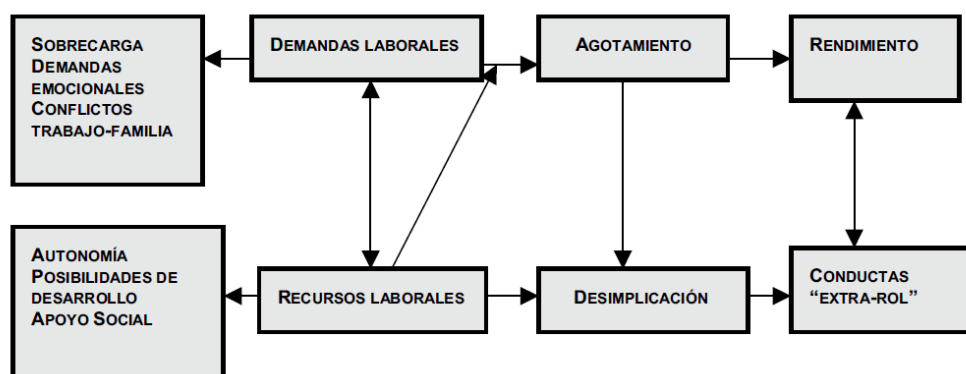 SOBRECARGA
DEMANDAS
EMOCIONALES
CONFLICTOS
TRABAJO-FAMILIA
DEMANDAS LABORALES
AGOTAMIENTO
RENDIMIENTO
AUTONOMÍA
POSIBILIDADES DE
DESARROLLO
APOYO SOCIAL
RECURSOS LABORALES
DESIMPLICACIÓN
CONDUCTAS
“EXTRA-ROL”